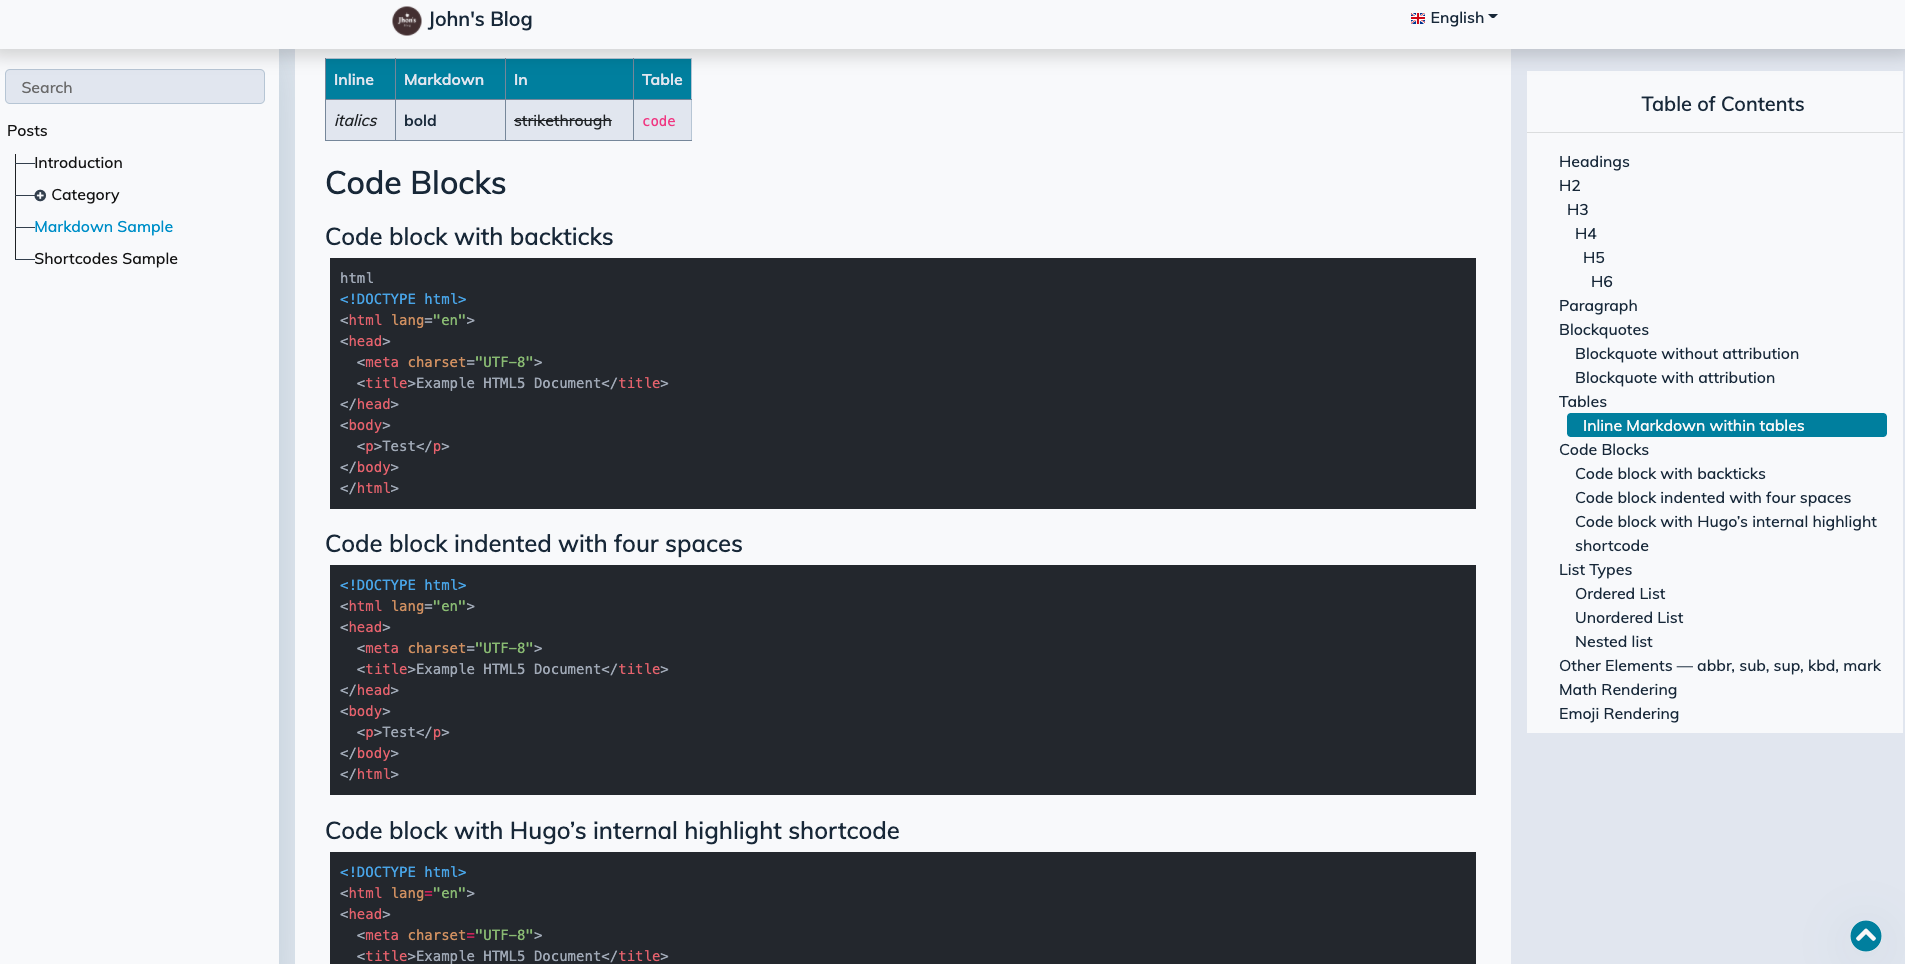 John's Blog
English
Search
Posts
Introduction
Category
Markdown Sample
Shortcodes Sample
Inline Markdown In Table
italics bold strikethrough code
Code Blocks
Code block with backticks
html
<!DOCTYPE html>
<html lang="en">
<head>
  <meta charset="UTF-8">
  <title>Example HTML5 Document</title>
</head>
<body>
  <p>Test</p>
</body>
</html>
Code block indented with four spaces
<!DOCTYPE html>
<html lang="en">
<head>
  <meta charset="UTF-8">
  <title>Example HTML5 Document</title>
</head>
<body>
  <p>Test</p>
</body>
</html>
Code block with Hugo’s internal highlight shortcode
<!DOCTYPE html>
<html lang="en">
<head>
  <meta charset="UTF-8">
  <title>Example HTML5 Document</title>
Table of Contents
Headings
H2
H3
H4
H5
H6
Paragraph
Blockquotes
Blockquote without attribution
Blockquote with attribution
Tables
Inline Markdown within tables
Code Blocks
Code block with backticks
Code block indented with four spaces
Code block with Hugo’s internal highlight
shortcode
List Types
Ordered List
Unordered List
Nested list
Other Elements — abbr, sub, sup, kbd, mark
Math Rendering
Emoji Rendering